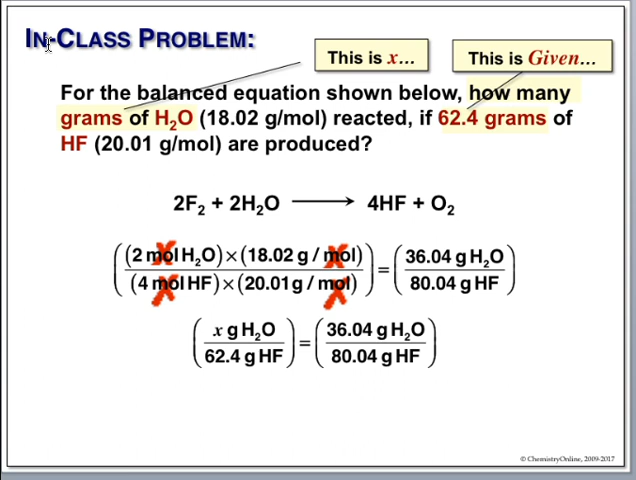 IN-CLASS PROBLEM:
This is x...
This is Given...
For the balanced equation shown below, how many
grams of H₂O (18.02 g/mol) reacted, if 62.4 grams of
HF (20.01 g/mol) are produced?
2F₂ + 2H₂O ⟶ 4HF + O₂
((2 mol H₂O) × (18.02 g / mol) / (4 mol HF) × (20.01 g / mol)) = (36.04 g H₂O / 80.04 g HF)
(x g H₂O / 62.4 g HF) = (36.04 g H₂O / 80.04 g HF)
© ChemistryOnline, 2009-2017